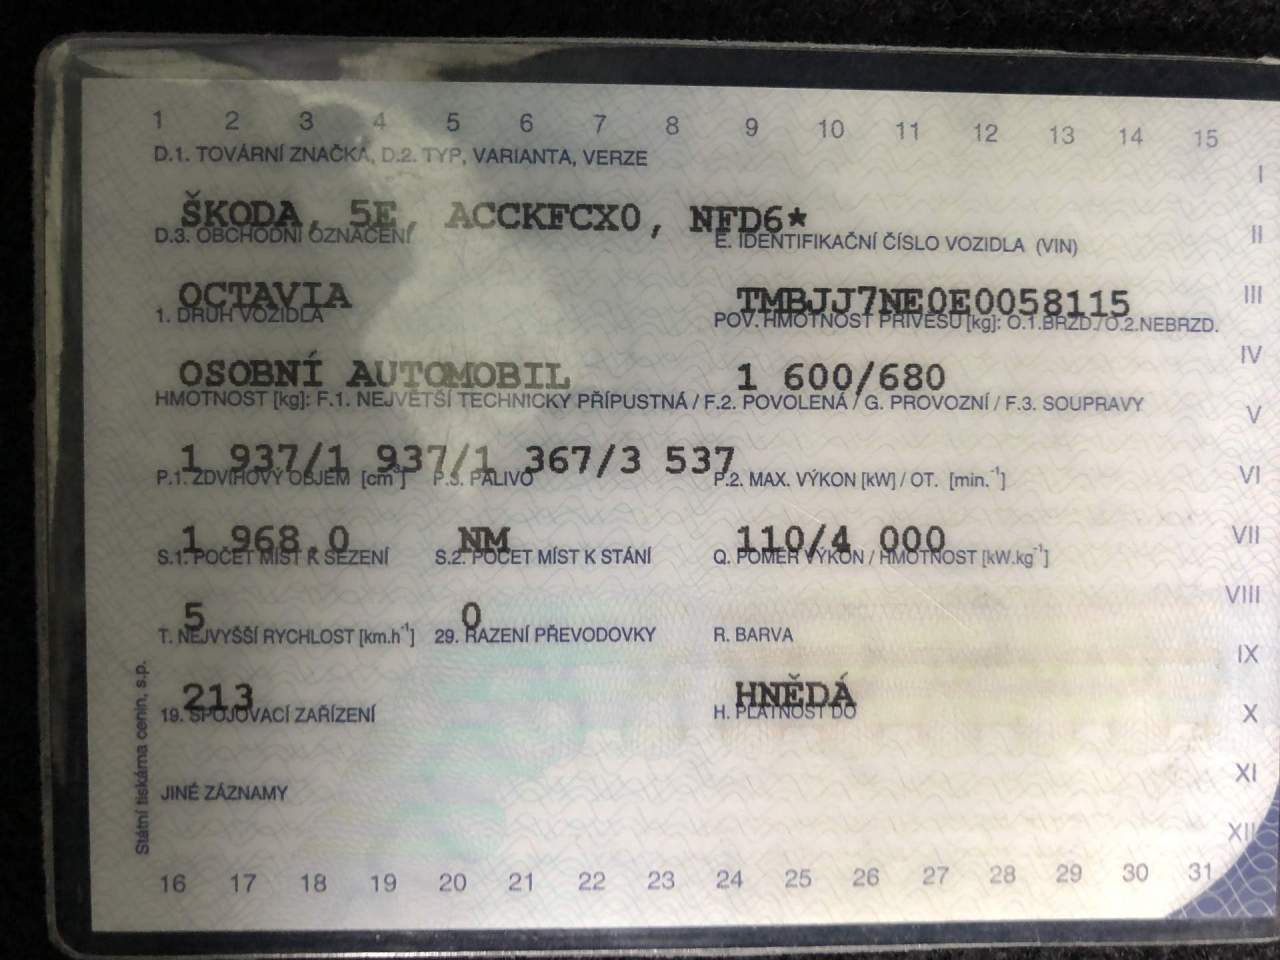 1 2 3 4 5 6 7 8 9 10 11 12 13 14 15
D.1. TOVÁRNÍ ZNAČKA, D.2. TYP, VARIANTA, VERZE
I
ŠKODA, 5E, ACCKFCX0, NFD6*
D.3. OBCHODNÍ OZNAČENÍ E. IDENTIFIKAČNÍ ČÍSLO VOZIDLA (VIN) II
OCTAVIA TMBJJ7NE0E0058115 III
1. DRUH VOZIDLA POV. HMOTNOST PŘÍVĚSU [kg]: O.1.BRZD./O.2.NEBRZD.
OSOBNÍ AUTOMOBIL 1 600/680 IV
HMOTNOST [kg]: F.1. NEJVĚTŠÍ TECHNICKY PŘÍPUSTNÁ / F.2. POVOLENÁ / G. PROVOZNÍ / F.3. SOUPRAVY V
1 937/1 937/1 367/3 537
P.1. ZDVIHOVÝ OBJEM [cm³] P.3. PALIVO P.2. MAX. VÝKON [kW] / OT. [min.⁻¹] VI
1 968.0 NM 110/4 000 VII
S.1. POČET MÍST K SEZENÍ S.2. POČET MÍST K STÁNÍ Q. POMĚR VÝKON / HMOTNOST [kW.kg⁻¹]
5 0 VIII
T. NEJVYŠŠÍ RYCHLOST [km.h⁻¹] 29. ŘAZENÍ PŘEVODOVKY R. BARVA IX
213 HNĚDÁ
19. SPOJOVACÍ ZAŘÍZENÍ H. PLATNOST DO X
XI
JINÉ ZÁZNAMY
XII
16 17 18 19 20 21 22 23 24 25 26 27 28 29 30 31
Státní tiskárna cenin, s.p.